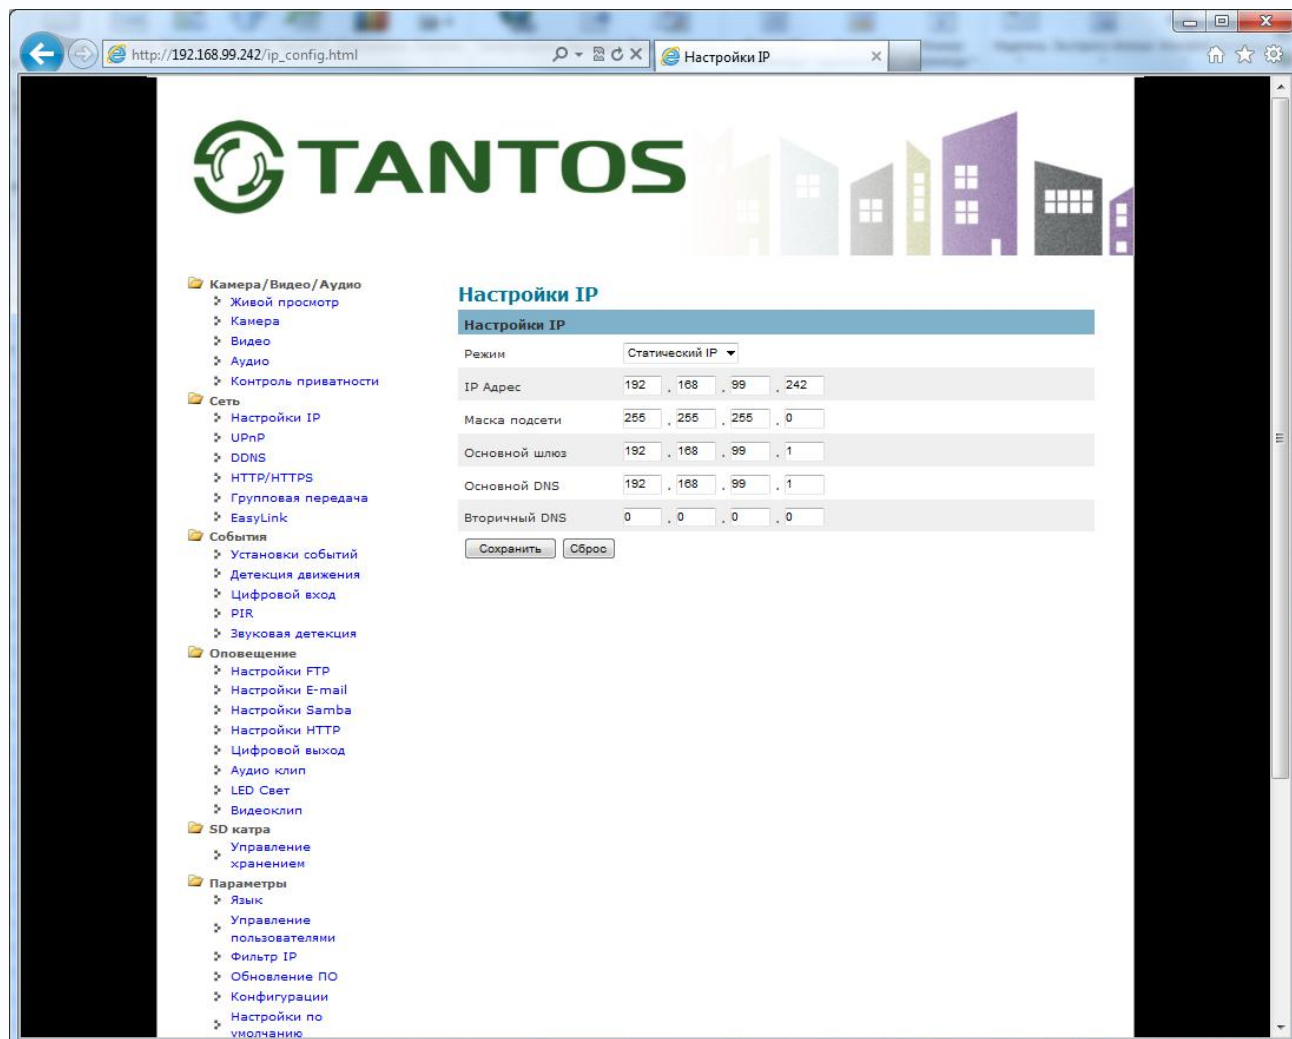 http://192.168.99.242/ip_config.html
Настройки IP
TANTOS
Камера/Видео/Аудио
Живой просмотр
Камера
Видео
Аудио
Контроль приватности
Сеть
Настройки IP
UPnP
DDNS
HTTP/HTTPS
Групповая передача
EasyLink
События
Установки событий
Детекция движения
Цифровой вход
PIR
Звуковая детекция
Оповещение
Настройки FTP
Настройки E-mail
Настройки Samba
Настройки HTTP
Цифровой выход
Аудио клип
LED Свет
Видеоклип
SD катра
Управление
хранением
Параметры
Язык
Управление
пользователями
Фильтр IP
Обновление ПО
Конфигурации
Настройки по
умолчанию
Настройки IP
Настройки IP
Режим Статический IP
IP Адрес 192 . 168 . 99 . 242
Маска подсети 255 . 255 . 255 . 0
Основной шлюз 192 . 168 . 99 . 1
Основной DNS 192 . 168 . 99 . 1
Вторичный DNS 0 . 0 . 0 . 0
Сохранить Сброс